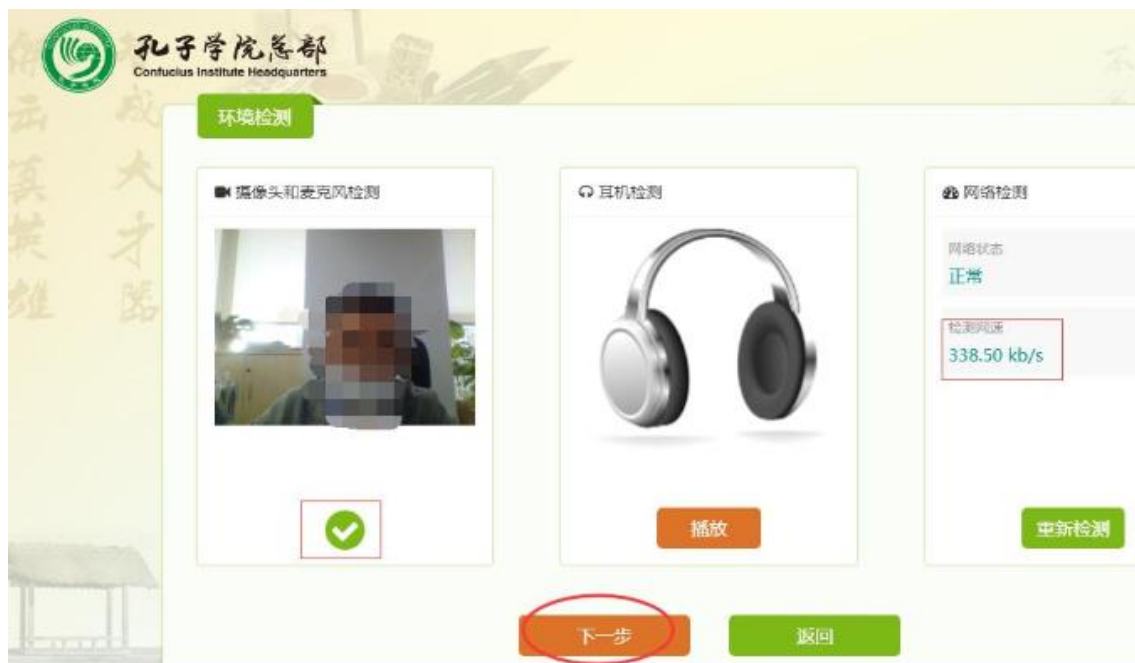 孔子学院总部
Confucius Institute Headquarters
环境检测
摄像头和麦克风检测
耳机检测
网络检测
网络状态
正常
检测网速
338.50 kb/s
播放
重新检测
下一步
返回